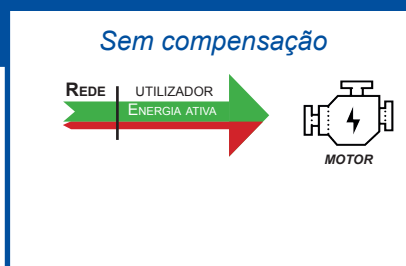 Sem compensação
REDE UTILIZADOR
ENERGIA ATIVA
MOTOR